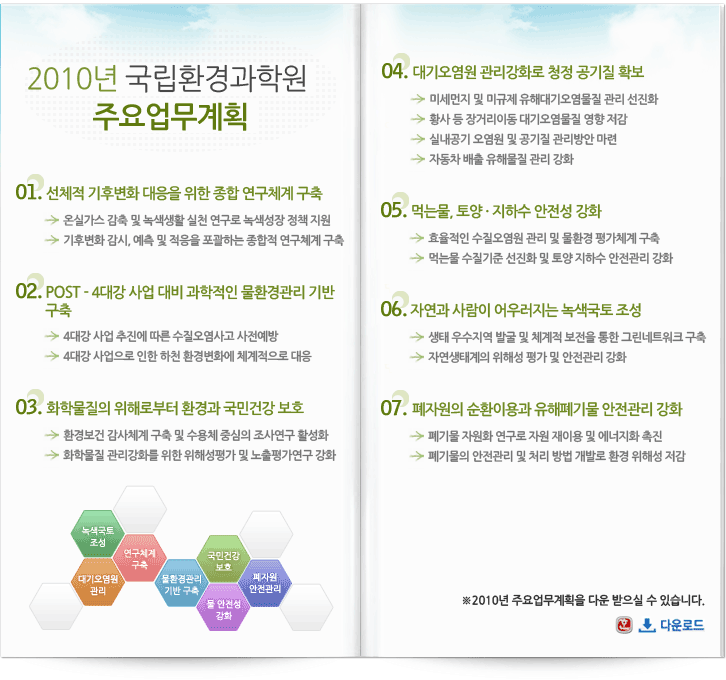 2010년 국립환경과학원
주요업무계획
01. 선체적 기후변화 대응을 위한 종합 연구체계 구축
온실가스 감축 및 녹색생활 실천 연구로 녹색성장 정책 지원
기후변화 감시, 예측 및 적응을 포괄하는 종합적 연구체계 구축
02. POST - 4대강 사업 대비 과학적인 물환경관리 기반
구축
4대강 사업 추진에 따른 수질오염사고 사전예방
4대강 사업으로 인한 하천 환경변화에 체계적으로 대응
03. 화학물질의 위해로부터 환경과 국민건강 보호
환경보건 감사체계 구축 및 수용체 중심의 조사연구 활성화
화학물질 관리강화를 위한 위해성평가 및 노출평가연구 강화
녹색국토
조성
연구체계
구축
대기오염원
관리
물환경관리
기반 구축
국민건강
보호
물 안전성
강화
폐자원
안전관리
04. 대기오염원 관리강화로 청정 공기질 확보
미세먼지 및 미규제 유해대기오염물질 관리 선진화
황사 등 장거리이동 대기오염물질 영향 저감
실내공기 오염원 및 공기질 관리방안 마련
자동차 배출 유해물질 관리 강화
05. 먹는물, 토양 · 지하수 안전성 강화
효율적인 수질오염원 관리 및 물환경 평가체계 구축
먹는물 수질기준 선진화 및 토양 지하수 안전관리 강화
06. 자연과 사람이 어우러지는 녹색국토 조성
생태 우수지역 발굴 및 체계적 보전을 통한 그린네트워크 구축
자연생태계의 위해성 평가 및 안전관리 강화
07. 폐자원의 순환이용과 유해폐기물 안전관리 강화
폐기물 자원화 연구로 자원 재이용 및 에너지화 촉진
폐기물의 안전관리 및 처리 방법 개발로 환경 위해성 저감
※2010년 주요업무계획을 다운 받으실 수 있습니다.
다운로드